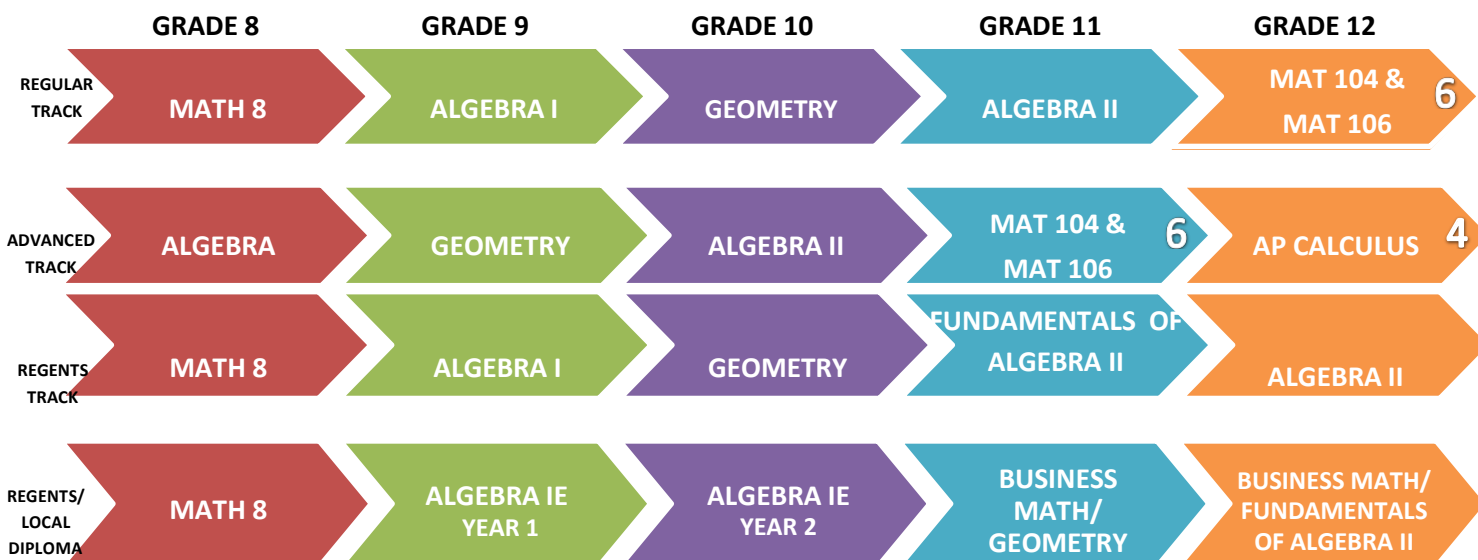 GRADE 8 GRADE 9 GRADE 10 GRADE 11 GRADE 12
REGULAR
TRACK
MATH 8
ALGEBRA I
GEOMETRY
ALGEBRA II
MAT 104 &
MAT 106
6
ADVANCED
TRACK
ALGEBRA
GEOMETRY
ALGEBRA II
MAT 104 &
MAT 106
6
AP CALCULUS
4
REGENTS
TRACK
MATH 8
ALGEBRA I
GEOMETRY
FUNDAMENTALS OF
ALGEBRA II
ALGEBRA II
REGENTS/
LOCAL
DIPLOMA
MATH 8
ALGEBRA IE
YEAR 1
ALGEBRA IE
YEAR 2
BUSINESS
MATH/
GEOMETRY
BUSINESS MATH/
FUNDAMENTALS
OF ALGEBRA II